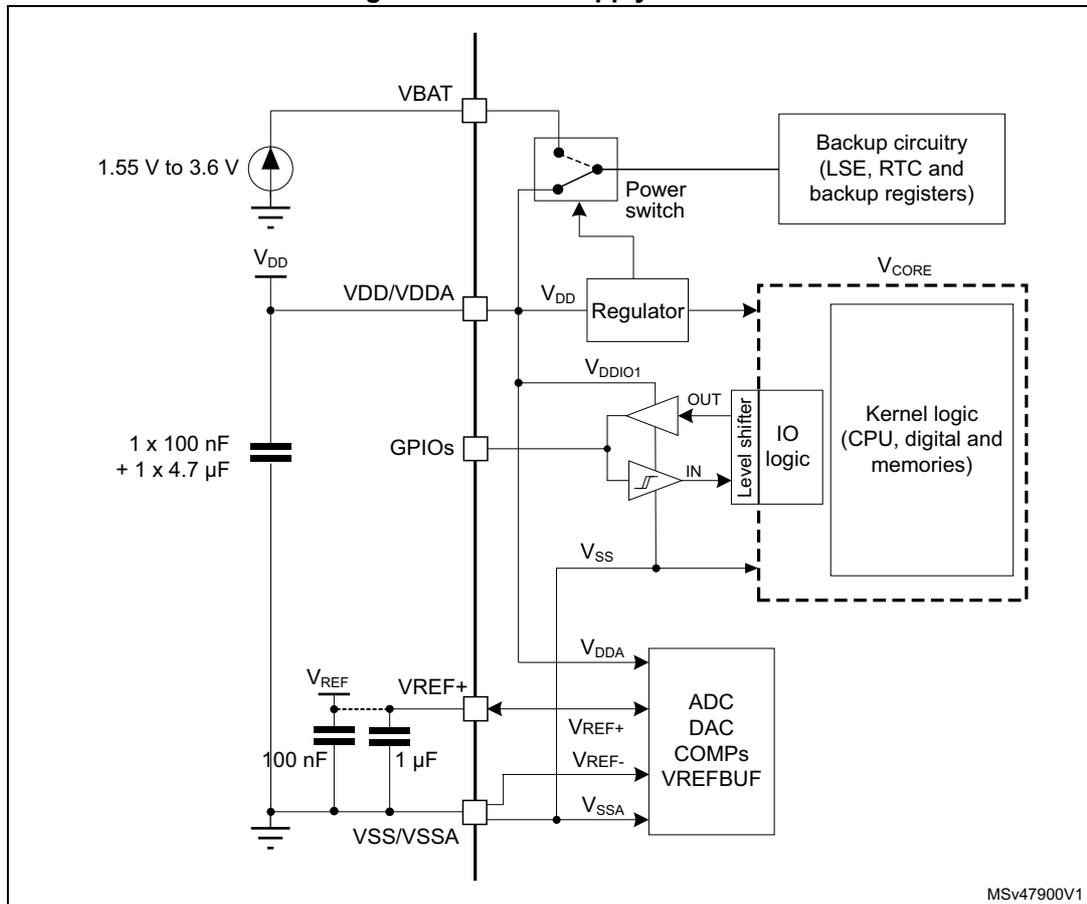 VBAT
1.55 V to 3.6 V
Power
switch
Backup circuitry
(LSE, RTC and
backup registers)
VDD
VDD/VDDA
VDD
Regulator
VCORE
VDDIO1
OUT
GPIOs
IN
Level shifter
IO
logic
Kernel logic
(CPU, digital and
memories)
1 x 100 nF
+ 1 x 4.7 µF
VSS
VDDA
VREF
VREF+
VREF+
ADC
DAC
COMPs
VREFBUF
100 nF
1 µF
VREF-
VSSA
VSS/VSSA
MSv47900V1